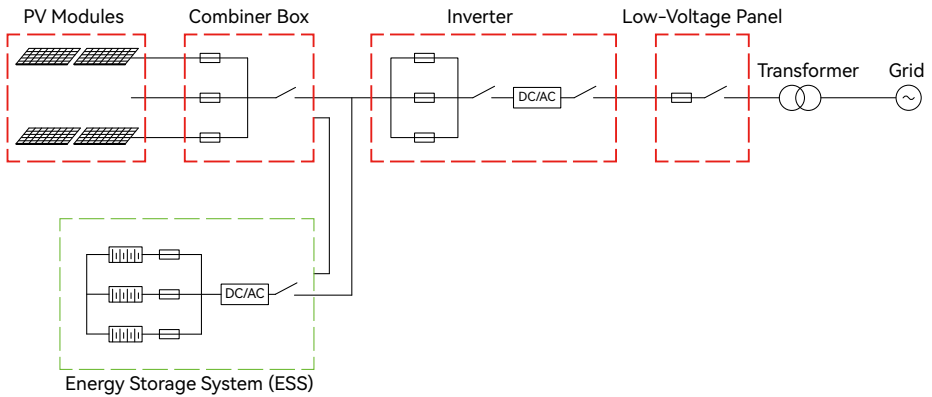 PV Modules
Combiner Box
Inverter
Low-Voltage Panel
Transformer
Grid
DC/AC
DC/AC
Energy Storage System (ESS)